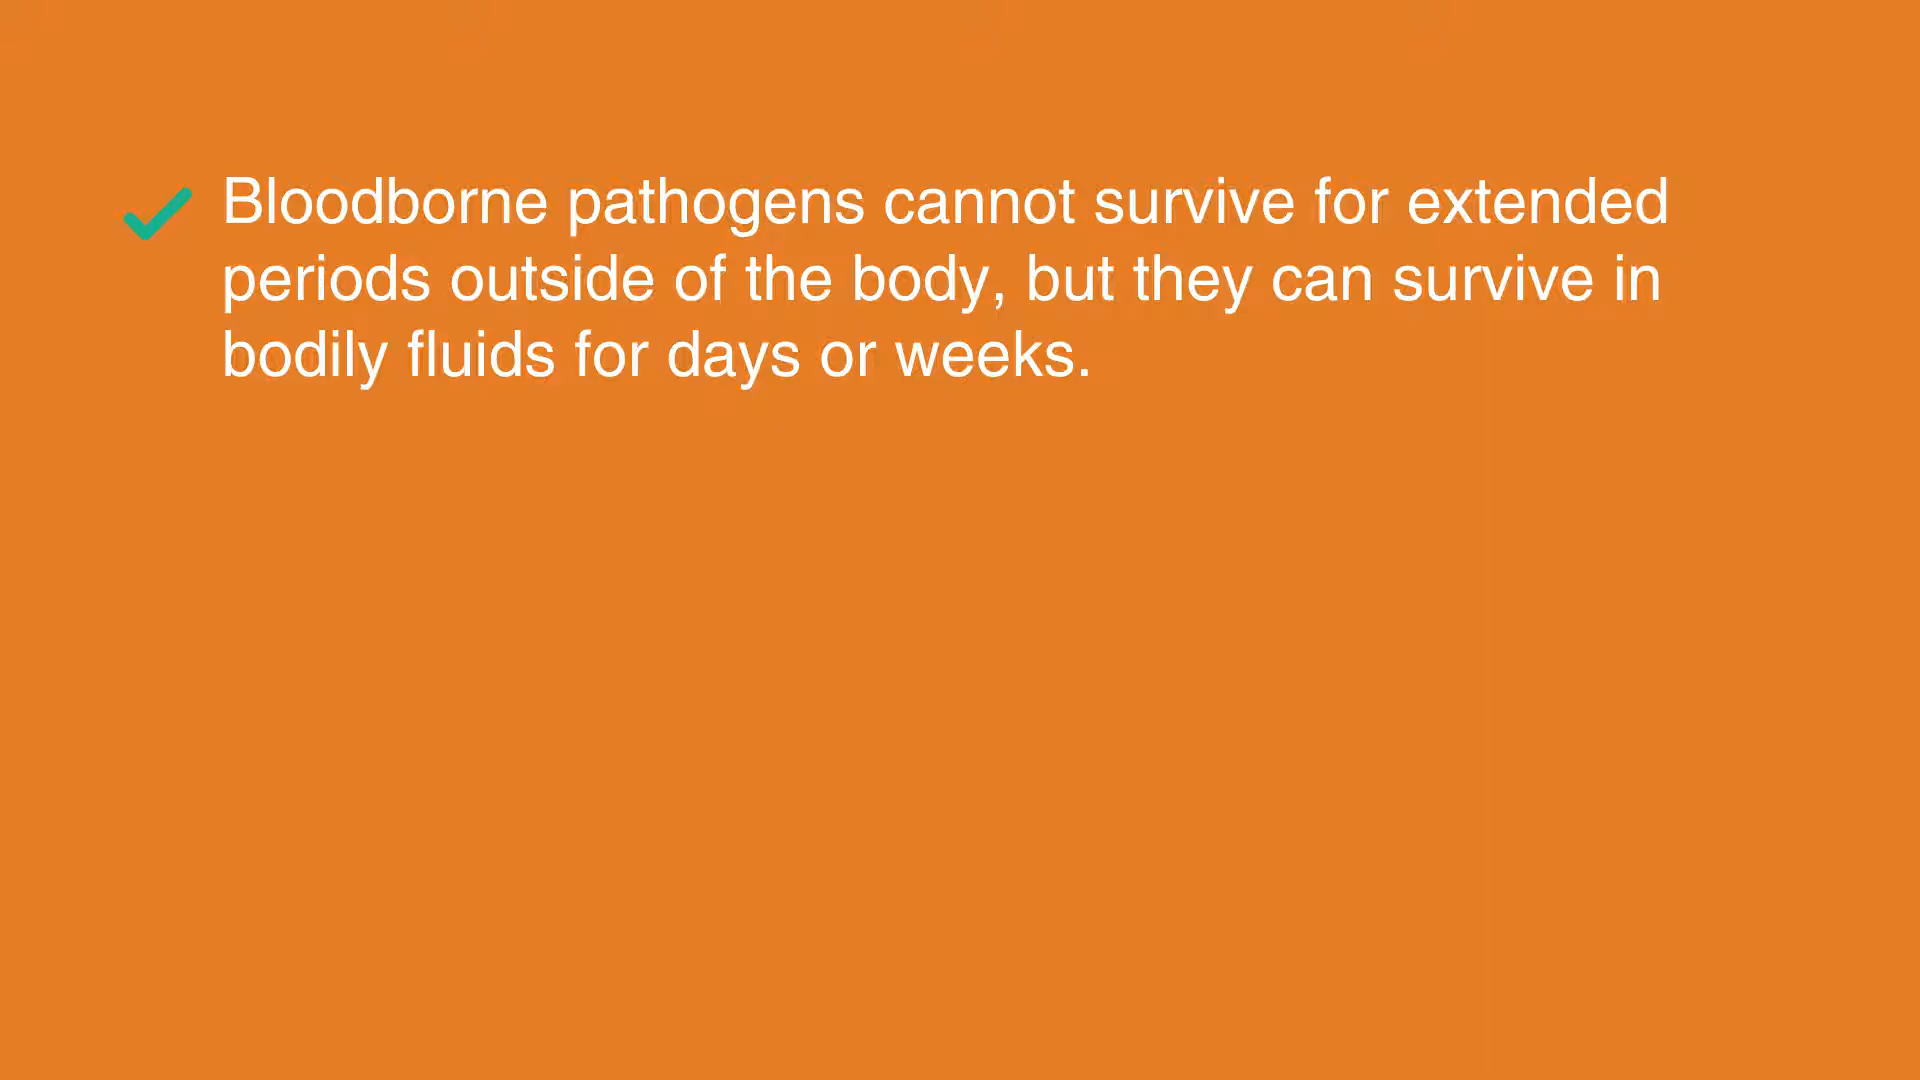 Bloodborne pathogens cannot survive for extended
periods outside of the body, but they can survive in
bodily fluids for days or weeks.